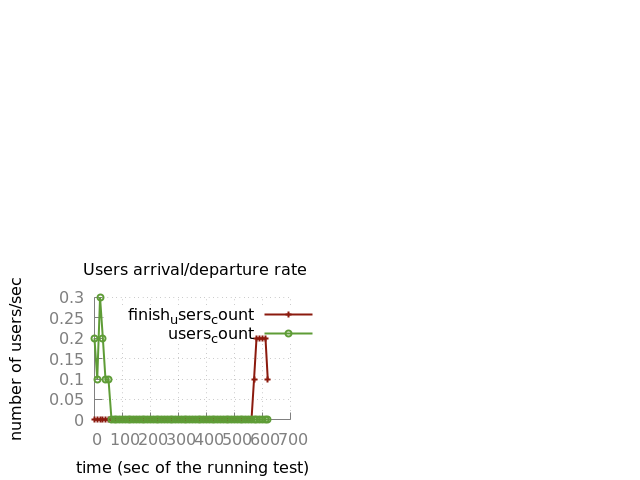 Users arrival/departure rate
number of users/sec
0.3
0.25
0.2
0.15
0.1
0.05
0
finishusers_count
users_count
0 100 200 300 400 500 600 700
time (sec of the running test)